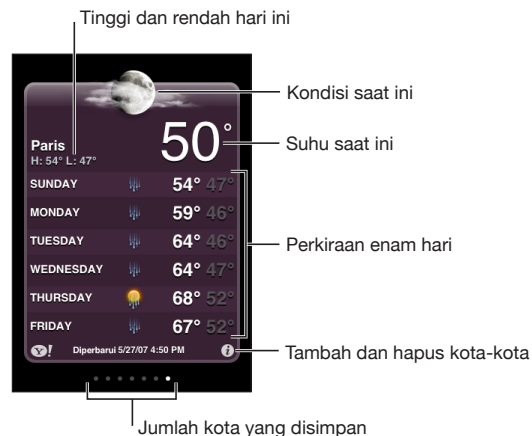 Tinggi dan rendah hari ini
Kondisi saat ini
Paris
H: 54° L: 47°
50°
Suhu saat ini
SUNDAY 54° 47°
MONDAY 59° 46°
TUESDAY 64° 46°
WEDNESDAY 64° 47°
THURSDAY 68° 52°
FRIDAY 67° 52°
Perkiraan enam hari
Y! Diperbarui 5/27/07 4:50 PM i
Tambah dan hapus kota-kota
Jumlah kota yang disimpan